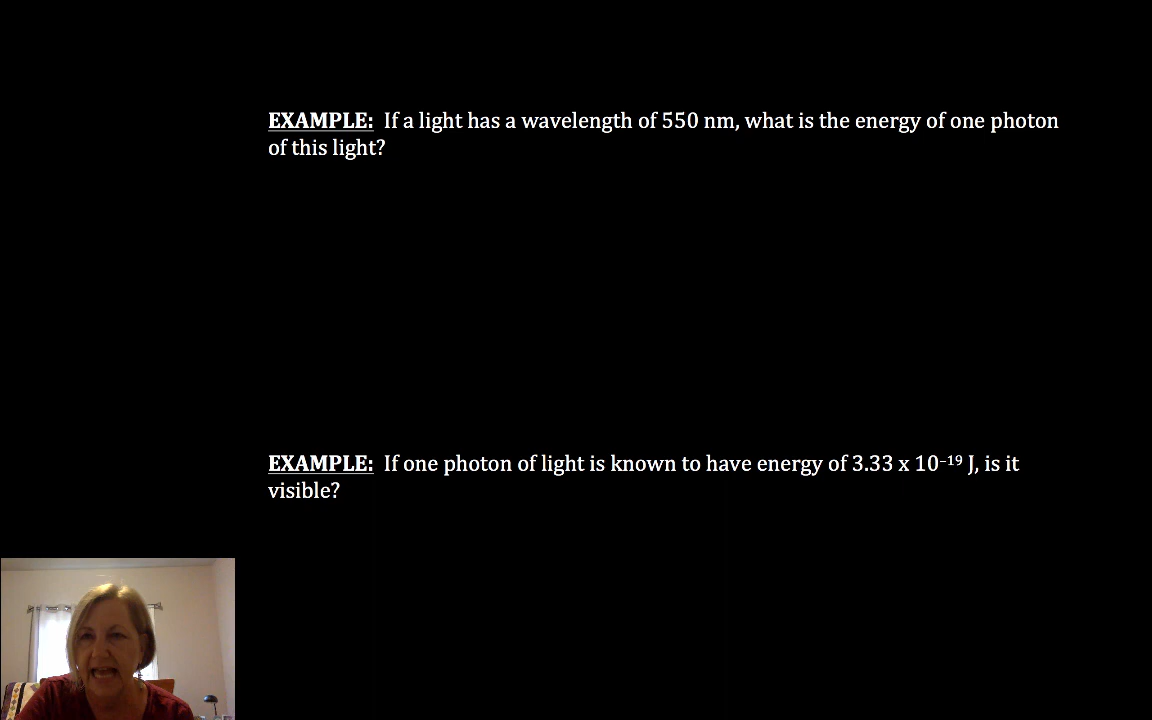 EXAMPLE: If a light has a wavelength of 550 nm, what is the energy of one photon
of this light?
EXAMPLE: If one photon of light is known to have energy of 3.33 x 10⁻¹⁹ J, is it
visible?